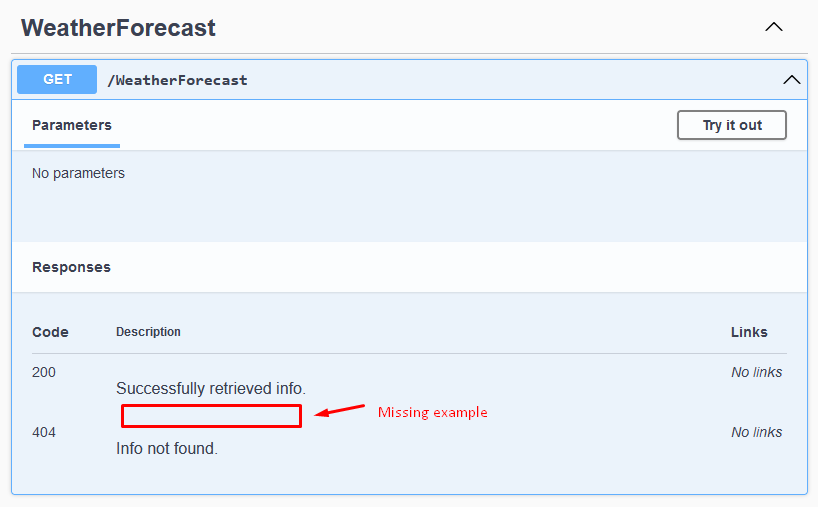 WeatherForecast
GET /WeatherForecast
Parameters Try it out
No parameters
Responses
Code Description Links
200 No links
Successfully retrieved info.
Missing example
404 No links
Info not found.